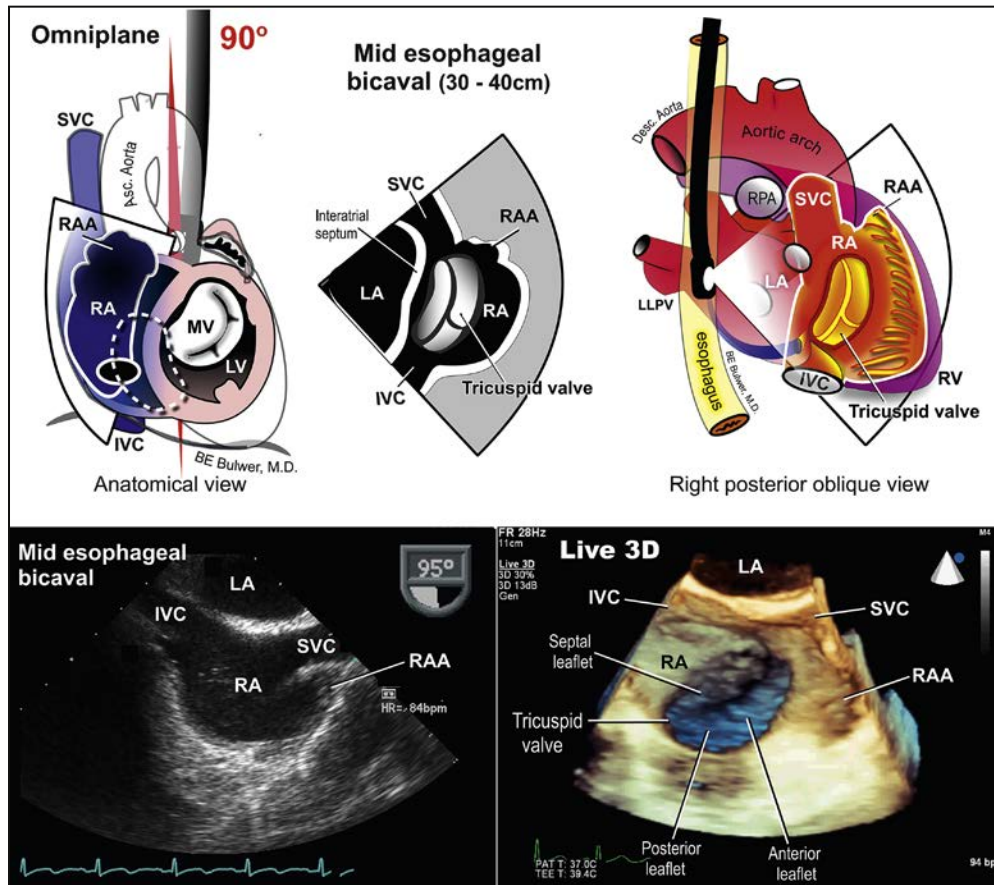 Omniplane 90º
SVC
Asc. Aorta
RAA
RA
MV
LV
IVC
BE Bulwer, M.D.
Anatomical view
Mid esophageal
bicaval (30 - 40cm)
SVC
Interatrial
septum
RAA
LA
RA
IVC
Tricuspid valve
Desc. Aorta
Aortic arch
RPA
SVC
RAA
RA
LA
LLPV
esophagus
BE Bulwer, M.D.
IVC
RV
Tricuspid valve
Right posterior oblique view
Mid esophageal
bicaval
95º
LA
IVC
SVC
RAA
RA
HR= 84bpm
FR 28Hz
11cm
Live 3D
3D 30%
3D 13dB
Gen
Live 3D
M4
LA
IVC
SVC
Septal
leaflet
RA
RAA
Tricuspid
valve
Posterior
leaflet
Anterior
leaflet
PAT T: 37.0C
TEE T: 39.4C
94 bp